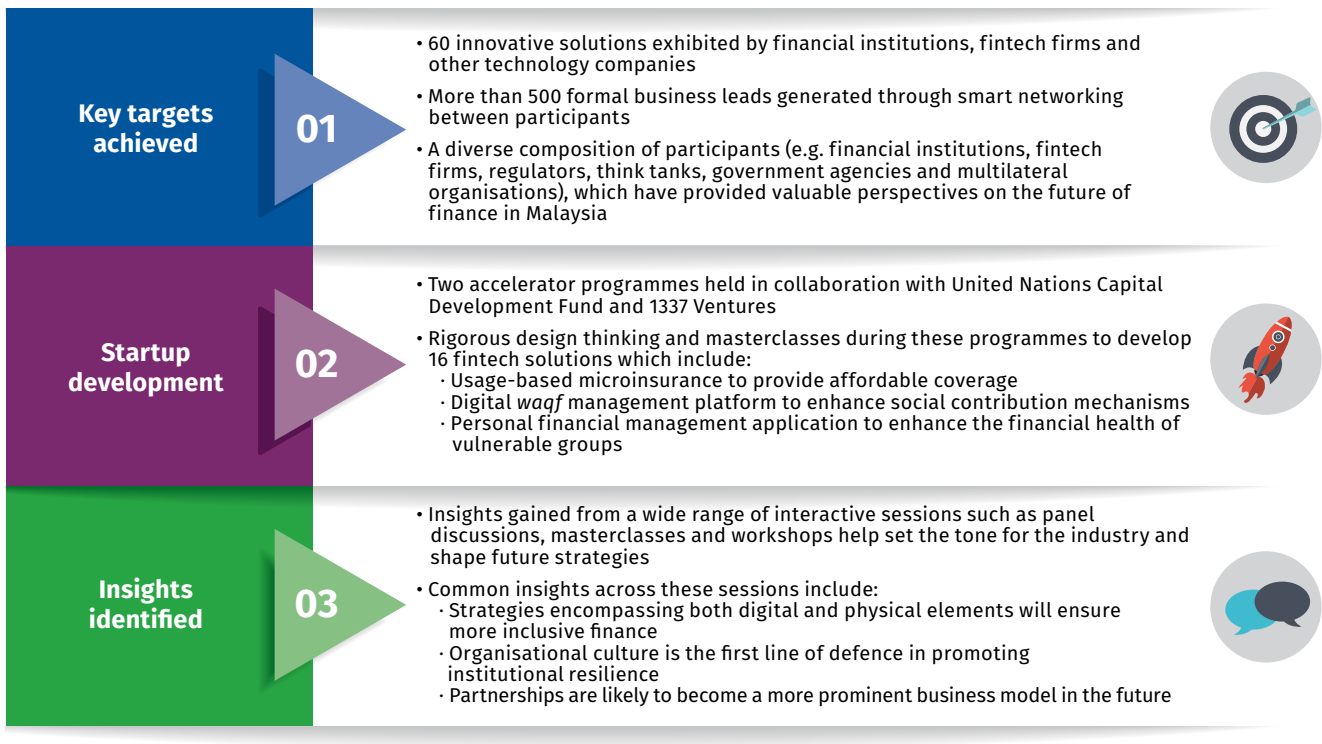 Key targets
achieved
01
• 60 innovative solutions exhibited by financial institutions, fintech firms and
other technology companies
• More than 500 formal business leads generated through smart networking
between participants
• A diverse composition of participants (e.g. financial institutions, fintech
firms, regulators, think tanks, government agencies and multilateral
organisations), which have provided valuable perspectives on the future of
finance in Malaysia
Startup
development
02
• Two accelerator programmes held in collaboration with United Nations Capital
Development Fund and 1337 Ventures
• Rigorous design thinking and masterclasses during these programmes to develop
16 fintech solutions which include:
· Usage-based microinsurance to provide affordable coverage
· Digital waqf management platform to enhance social contribution mechanisms
· Personal financial management application to enhance the financial health of
vulnerable groups
Insights
identified
03
• Insights gained from a wide range of interactive sessions such as panel
discussions, masterclasses and workshops help set the tone for the industry and
shape future strategies
• Common insights across these sessions include:
· Strategies encompassing both digital and physical elements will ensure
more inclusive finance
· Organisational culture is the first line of defence in promoting
institutional resilience
· Partnerships are likely to become a more prominent business model in the future